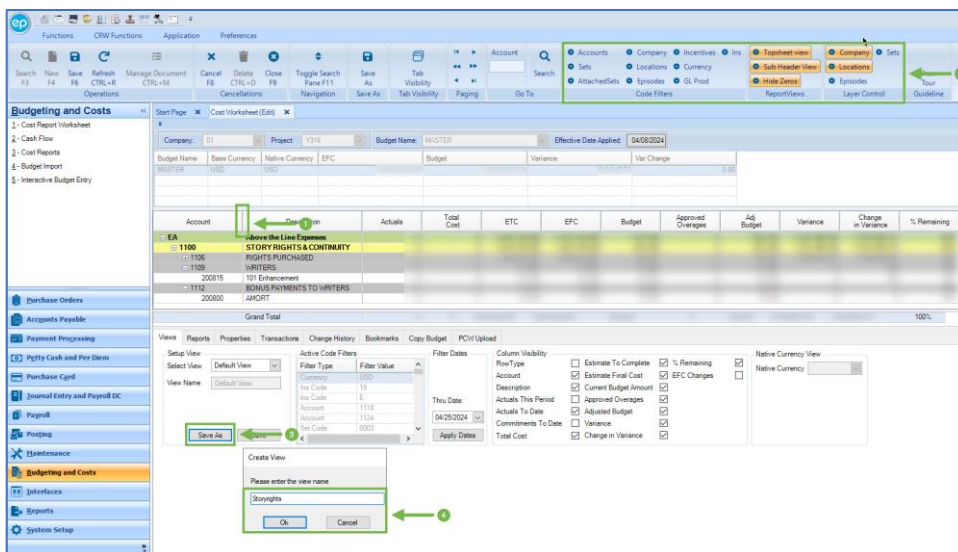 ep
Functions CRW Functions Application Preferences
Search New Save Refresh Manage Document Cancel Delete Close Toggle Search Save Tab Account Search
F3 F4 F6 CTRL+R CTRL+M F8 CTRL+D F9 Pane F11 As Visibility
Operations Cancellations Navigation Save As Tab Visibility Paging Go To
Accounts Company Incentives Ins Topsheet view Company Sets
Sets Locations Currency Sub Header View Locations
AttachedSets Episodes GL Prod Hide Zeros Episodes Tour
Code Filters ReportViews Layer Control Guideline
Budgeting and Costs
1 - Cost Report Worksheet
2 - Cash Flow
3 - Cost Reports
4 - Budget Import
5 - Interactive Budget Entry
Start Page Cost Worksheet (Edit)
Company: 01 Project: Y316 Budget Name: MASTER Effective Date Applied: 04/08/2024
Budget Name Base Currency Native Currency EFC Budget Variance Var Change
MASTER USD USD 0.00
Account Description Actuals Total Cost ETC EFC Budget Approved Overages Adj Budget Variance Change in Variance % Remaining
1
EA Above the Line Expenses
1100 STORY RIGHTS & CONTINUITY
1106 RIGHTS PURCHASED
1109 WRITERS
200815 101 Enhancement
1112 BONUS PAYMENTS TO WRITERS
200800 AMORT
Grand Total 100%
Purchase Orders
Accounts Payable
Payment Processing
Petty Cash and Per Diem
Purchase Card
Journal Entry and Payroll DC
Payroll
Posting
Maintenance
Budgeting and Costs
Interfaces
Reports
System Setup
Views Reports Properties Transactions Change History Bookmarks Copy Budget PCW Upload
Setup View
Select View Default View
View Name Default View
Save As
3
Active Code Filters
Filter Type Filter Value
Currency USD
Ins Code 19
Ins Code E
Account 1118
Account 1124
Set Code 0003
Filter Dates
Thru Date:
04/25/2024
Apply Dates
Column Visibility
RowType Estimate To Complete % Remaining
Account Estimate Final Cost EFC Changes
Description Current Budget Amount
Actuals This Period Approved Overages
Actuals To Date Adjusted Budget
Commitments To Date Variance
Total Cost Change in Variance
Native Currency View
Native Currency
Create View
Please enter the view name
Storyrights
Ok Cancel
4